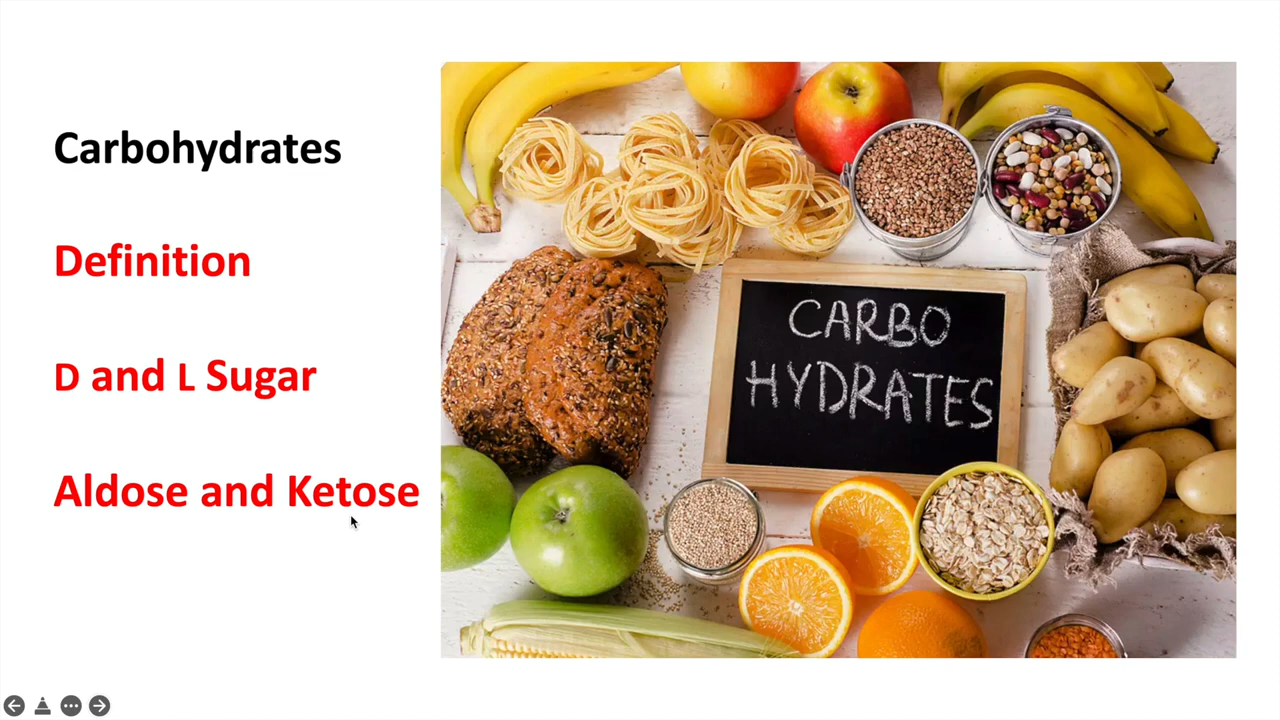 Carbohydrates
Definition
D and L Sugar
Aldose and Ketose
CARBO
HYDRATES